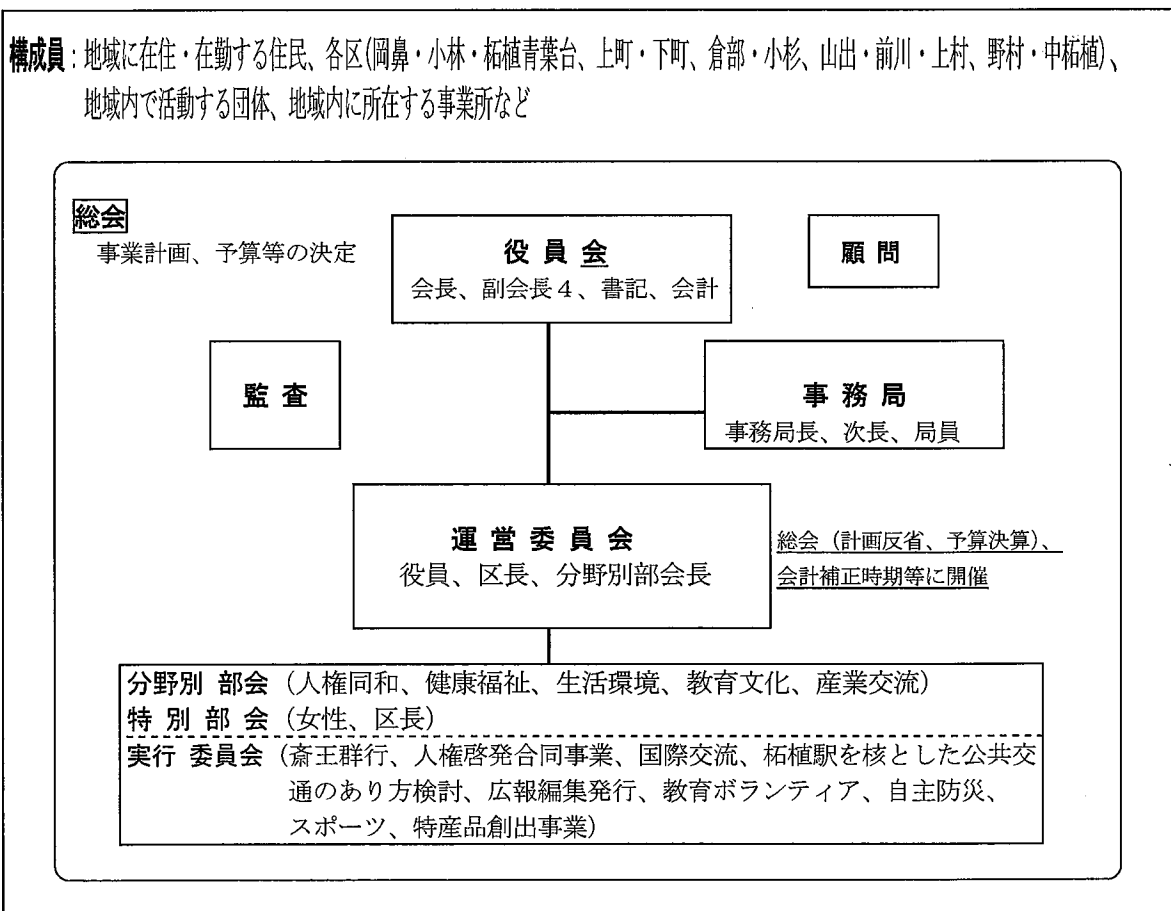 構成員：地域に在住・在勤する住民、各区(岡鼻・小林・柘植青葉台、上町・下町、倉部・小杉、山出・前川・上村、野村・中柘植)、
地域内で活動する団体、地域内に所在する事業所など
総会
事業計画、予算等の決定
役員会
会長、副会長４、書記、会計
顧問
監査
事務局
事務局長、次長、局員
運営委員会
役員、区長、分野別部会長
総会（計画反省、予算決算）、
会計補正時期等に開催
分野別 部会（人権同和、健康福祉、生活環境、教育文化、産業交流）
特別部会（女性、区長）
実行 委員会（斎王群行、人権啓発合同事業、国際交流、柘植駅を核とした公共交
通のあり方検討、広報編集発行、教育ボランティア、自主防災、
スポーツ、特産品創出事業）